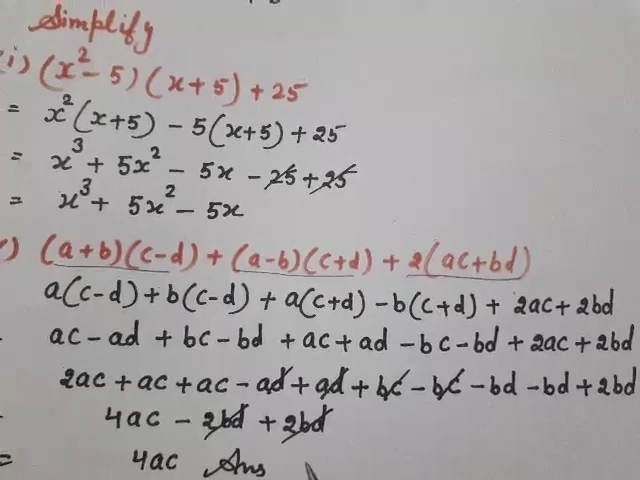 Simplify
i) (x² - 5) (x + 5) + 25
= x² (x+5) - 5(x+5) + 25
= x³ + 5x² - 5x - 25 + 25
= x³ + 5x² - 5x
) (a+b)(c-d) + (a-b)(c+d) + 2(ac+bd)
a(c-d) + b(c-d) + a(c+d) - b(c+d) + 2ac + 2bd
ac - ad + bc - bd + ac + ad - bc - bd + 2ac + 2bd
2ac + ac + ac - ad + ad + bc - bc - bd - bd + 2bd
4ac - 2bd + 2bd
= 4ac Ans